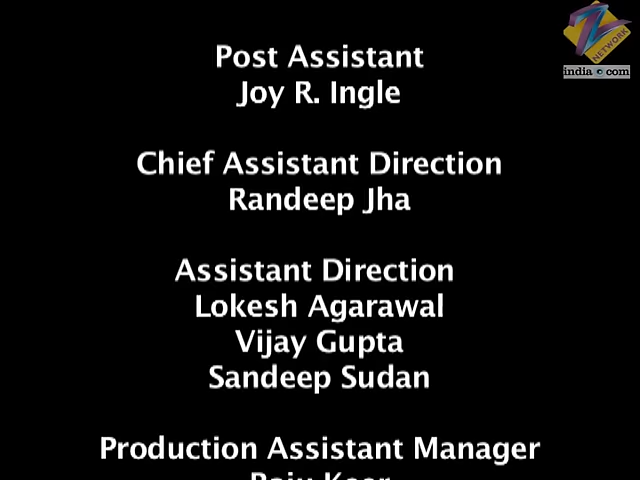 Z
NETWORK
india.com
Post Assistant
Joy R. Ingle
Chief Assistant Direction
Randeep Jha
Assistant Direction
Lokesh Agarawal
Vijay Gupta
Sandeep Sudan
Production Assistant Manager